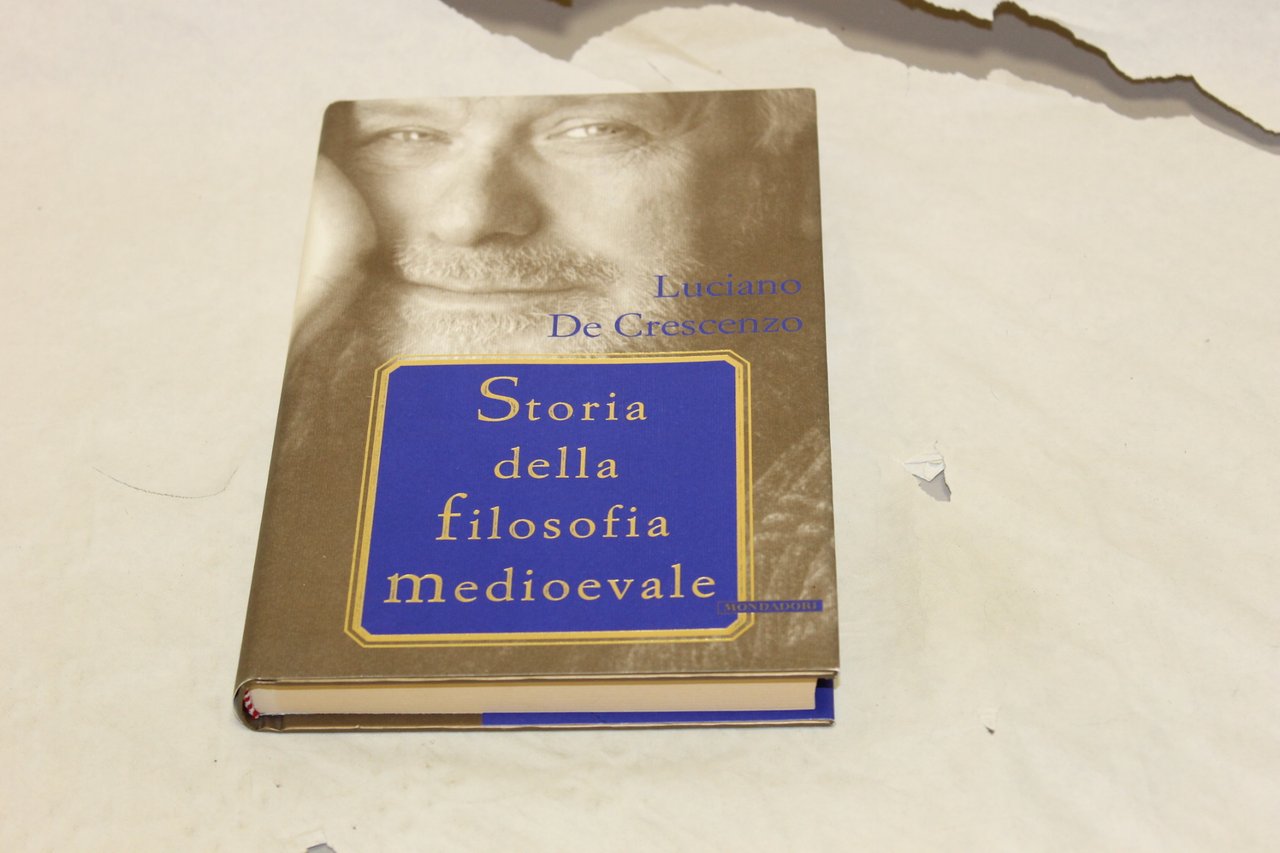 Luciano
De Crescenzo
Storia
della
filosofia
medioevale
MONDADORI